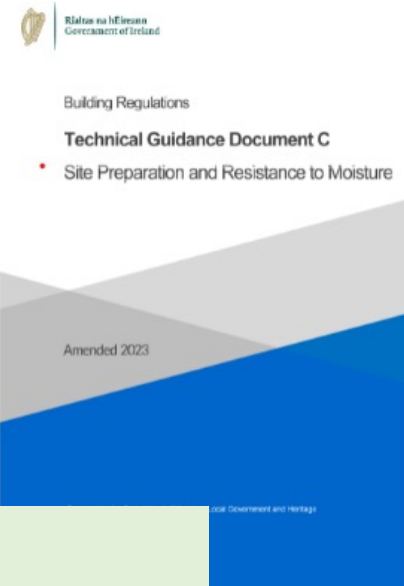 Rialtas na hÉireann
Government of Ireland
Building Regulations
Technical Guidance Document C
Site Preparation and Resistance to Moisture
Amended 2023
Local Government and Heritage